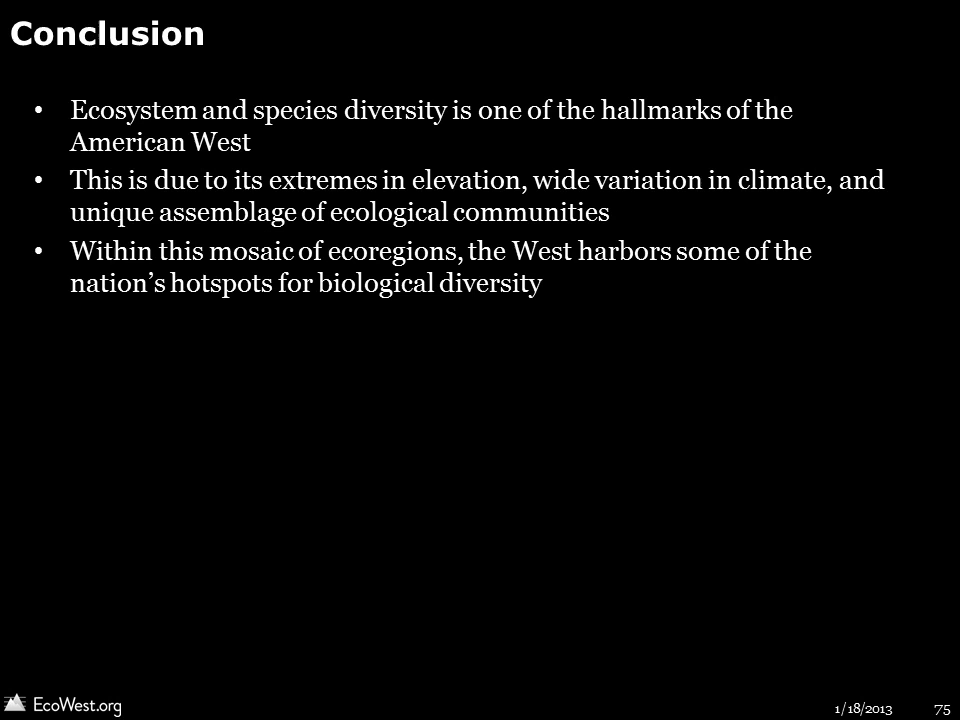 Conclusion
• Ecosystem and species diversity is one of the hallmarks of the
American West
• This is due to its extremes in elevation, wide variation in climate, and
unique assemblage of ecological communities
• Within this mosaic of ecoregions, the West harbors some of the
nation’s hotspots for biological diversity
EcoWest.org
1/18/2013 75